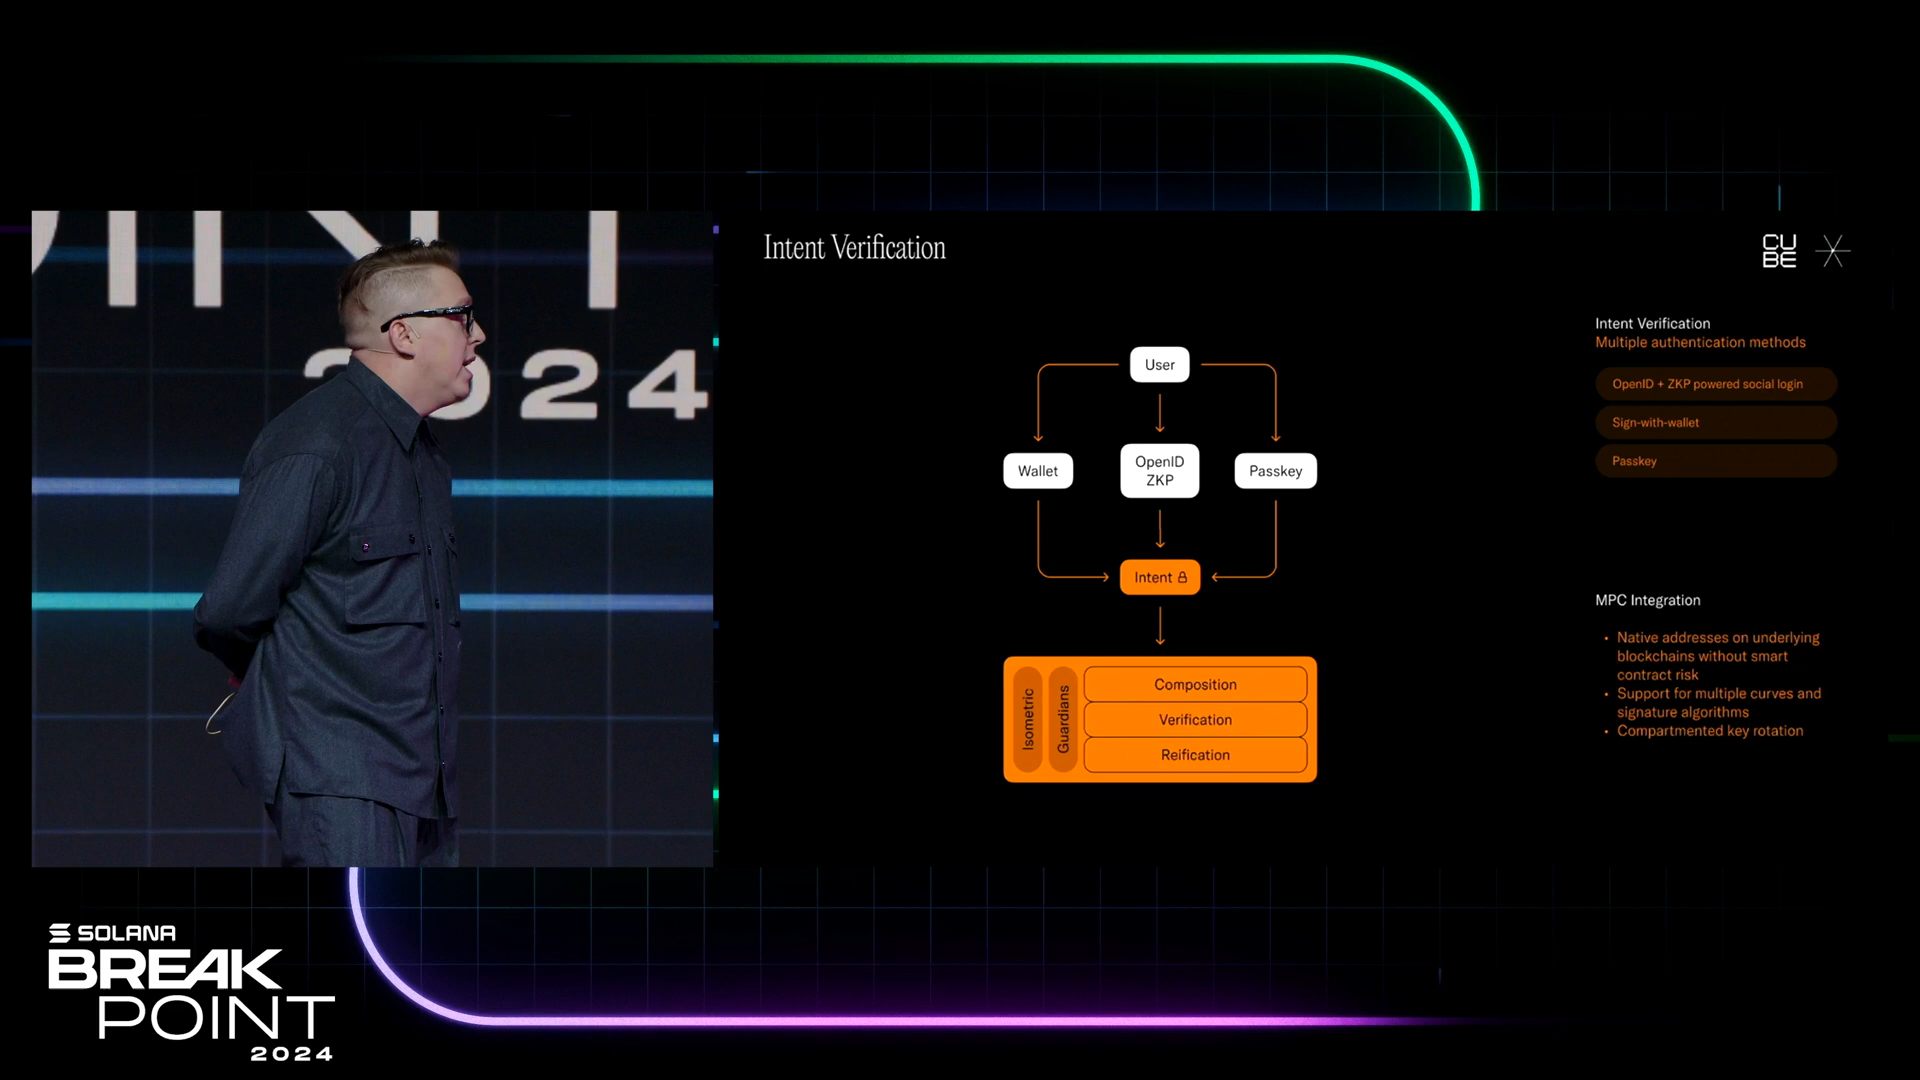 2024
Intent Verification
CU
BE
User
Wallet
OpenID
ZKP
Passkey
Intent
Isometric
Guardians
Composition
Verification
Reification
Intent Verification
Multiple authentication methods
OpenID + ZKP powered social login
Sign-with-wallet
Passkey
MPC Integration
• Native addresses on underlying
blockchains without smart
contract risk
• Support for multiple curves and
signature algorithms
• Compartmented key rotation
SOLANA
BREAK
POINT
2024